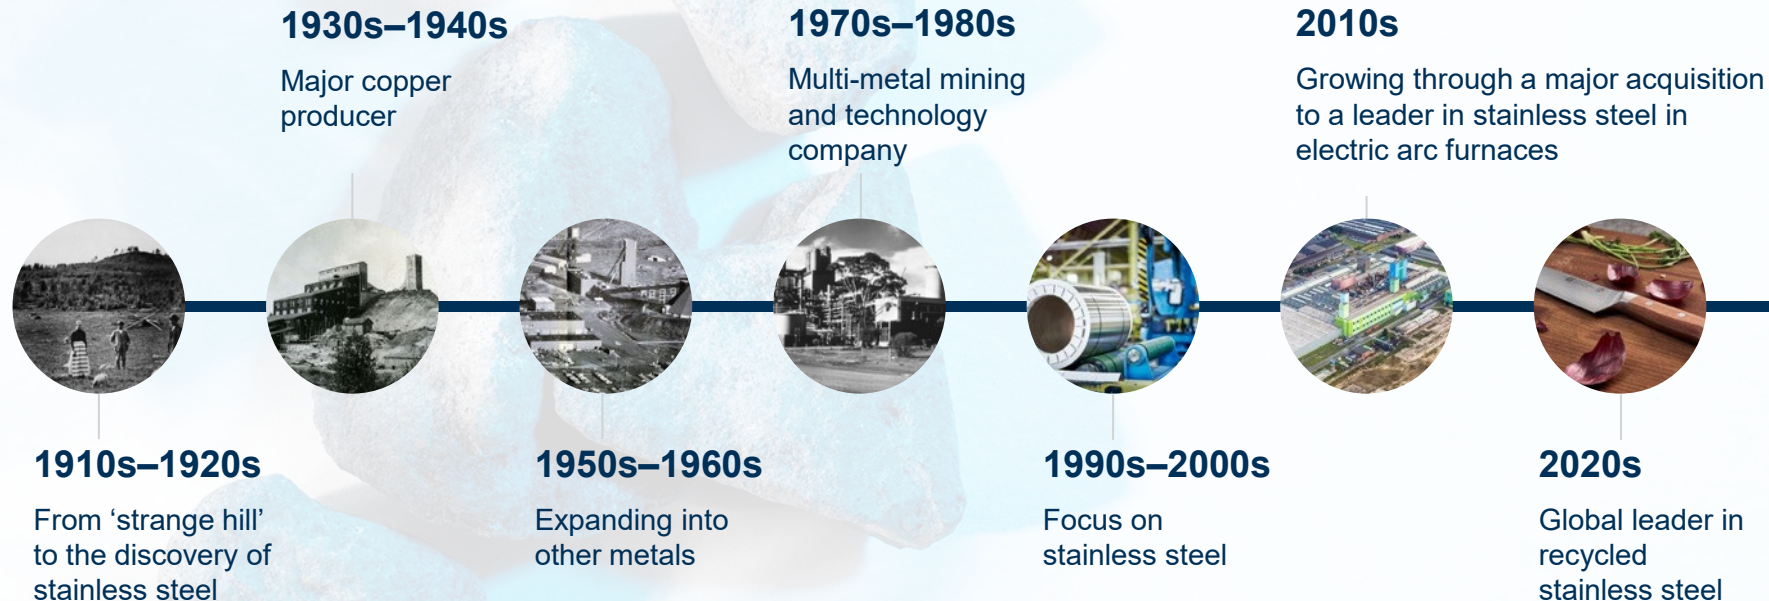 1930s–1940s
Major copper
producer
1970s–1980s
Multi-metal mining
and technology
company
2010s
Growing through a major acquisition
to a leader in stainless steel in
electric arc furnaces
1910s–1920s
From ‘strange hill’
to the discovery of
stainless steel
1950s–1960s
Expanding into
other metals
1990s–2000s
Focus on
stainless steel
2020s
Global leader in
recycled
stainless steel